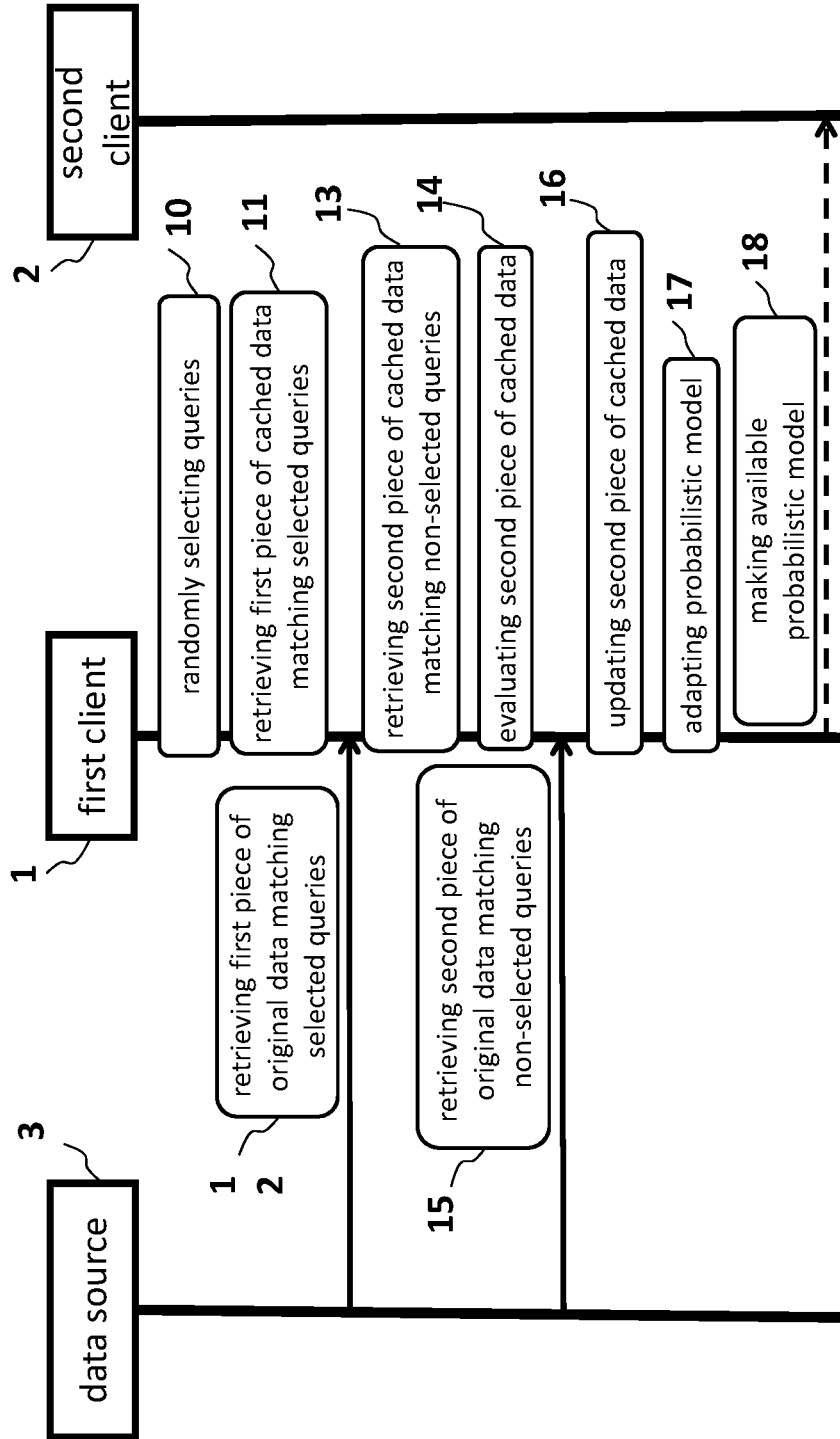 data source
3
first client
1
second
client
2
randomly selecting queries
10
retrieving first piece of cached data
matching selected queries
11
retrieving first piece of
original data matching
selected queries
1
2
retrieving second piece of cached data
matching non-selected queries
13
evaluating second piece of cached data
14
retrieving second piece of
original data matching
non-selected queries
15
updating second piece of cached data
16
adapting probabilistic model
17
making available
probabilistic model
18